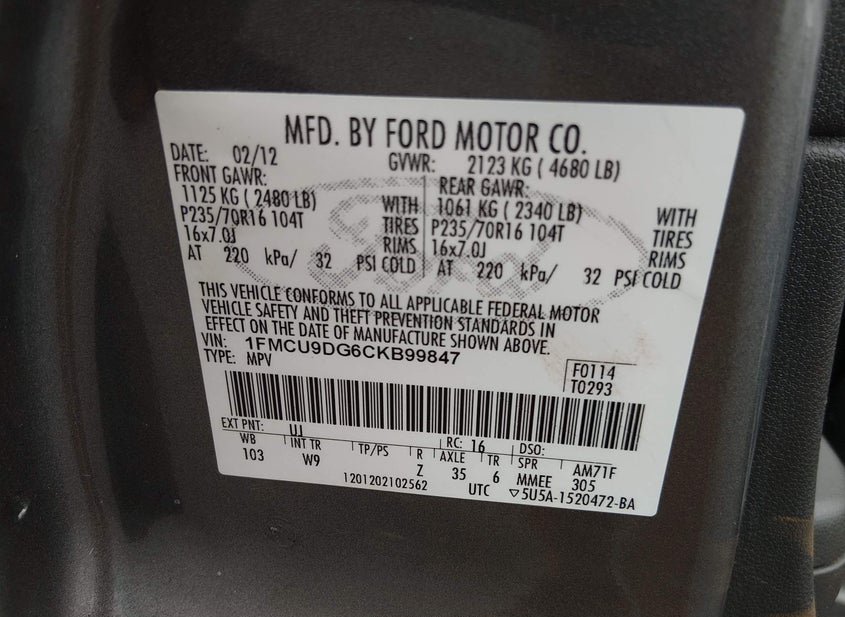 MFD. BY FORD MOTOR CO.
DATE: 02/12 GVWR: 2123 KG ( 4680 LB)
FRONT GAWR: REAR GAWR:
1125 KG ( 2480 LB) WITH 1061 KG ( 2340 LB) WITH
P235/70R16 104T TIRES P235/70R16 104T TIRES
16x7.0J RIMS 16x7.0J RIMS
AT 220 kPa/ 32 PSI COLD AT 220 kPa/ 32 PSI COLD
Ford
THIS VEHICLE CONFORMS TO ALL APPLICABLE FEDERAL MOTOR
VEHICLE SAFETY AND THEFT PREVENTION STANDARDS IN
EFFECT ON THE DATE OF MANUFACTURE SHOWN ABOVE.
VIN: 1FMCU9DG6CKB99847
TYPE: MPV
F0114
T0293
EXT PNT: UJ RC: 16 DSO:
WB INT TR TP/PS R AXLE TR SPR AM71F
103 W9 Z 35 6 MMEE 305
1201202102562 UTC ▽5U5A-1520472-BA